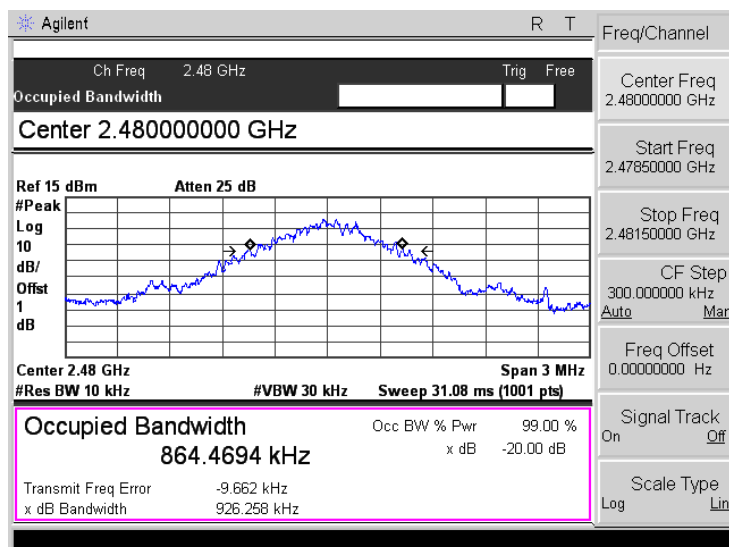 Agilent R T
Ch Freq 2.48 GHz Trig Free
Occupied Bandwidth
Center 2.480000000 GHz
Ref 15 dBm Atten 25 dB
#Peak
Log
10
dB/
Offst
1
dB
Center 2.48 GHz Span 3 MHz
#Res BW 10 kHz #VBW 30 kHz Sweep 31.08 ms (1001 pts)
Occupied Bandwidth
864.4694 kHz
Occ BW % Pwr 99.00 %
x dB -20.00 dB
Transmit Freq Error -9.662 kHz
x dB Bandwidth 926.258 kHz
Freq/Channel
Center Freq
2.48000000 GHz
Start Freq
2.47850000 GHz
Stop Freq
2.48150000 GHz
CF Step
300.000000 kHz
Auto Man
Freq Offset
0.00000000 Hz
Signal Track
On Off
Scale Type
Log Lin